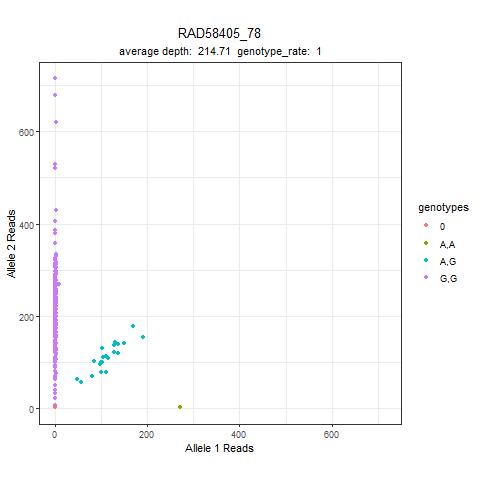 RAD58405_78
average depth: 214.71 genotype_rate: 1
600
400
200
0
0
200
400
600
Allele 1 Reads
Allele 2 Reads
genotypes
0
A,A
A,G
G,G